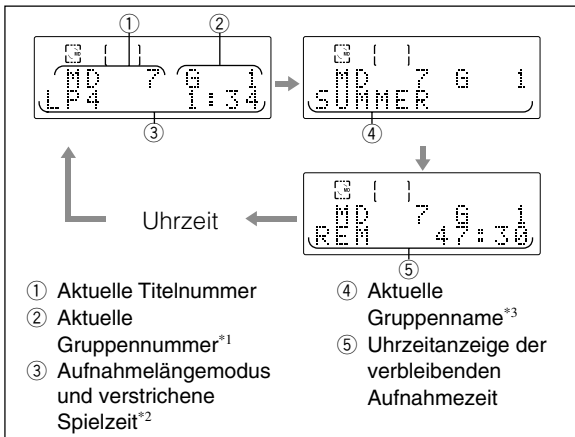 ① ②
MD 7 G 1
LP4 1:34
③
MD 7 G 1
SUMMER
④
MD 7 G 1
REM 47:30
⑤
Uhrzeit
① Aktuelle Titelnummer
② Aktuelle
Gruppennummer*1
③ Aufnahmelängemodus
und verstrichene
Spielzeit*2
④ Aktuelle
Gruppenname*3
⑤ Uhrzeitanzeige der
verbleibenden
Aufnahmezeit